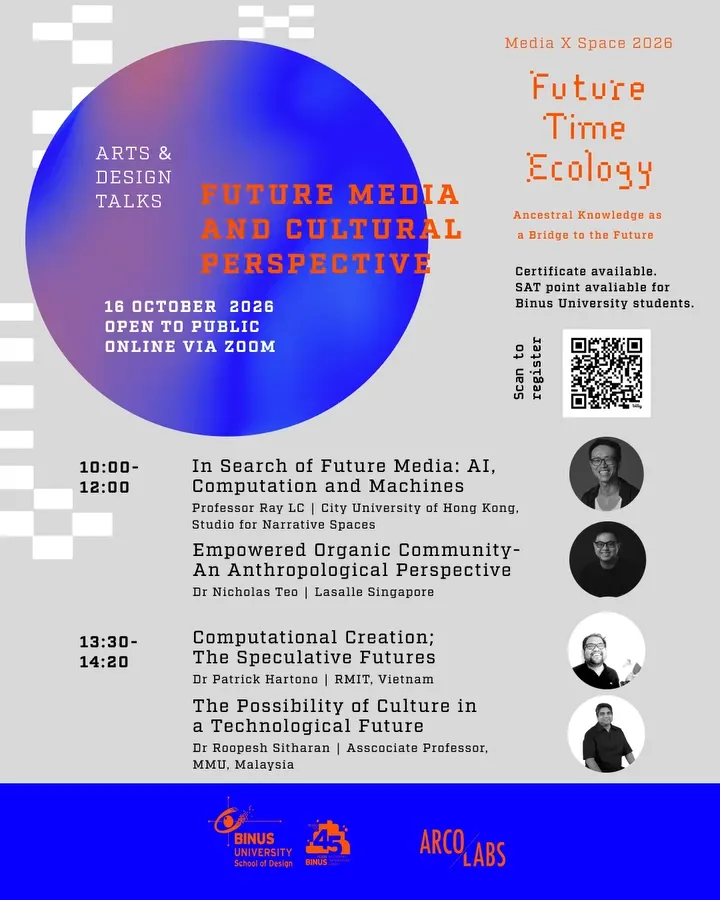 Media X Space 2026
Future
Time
Ecology
Ancestral Knowledge as
a Bridge to the Future
ARTS &
DESIGN
TALKS
FUTURE MEDIA
AND CULTURAL
PERSPECTIVE
16 OCTOBER 2026
OPEN TO PUBLIC
ONLINE VIA ZOOM
Certificate available.
SAT point avaliable for
Binus University students.
Scan to
register
10:00-
12:00
In Search of Future Media: AI,
Computation and Machines
Professor Ray LC | City University of Hong Kong,
Studio for Narrative Spaces
Empowered Organic Community-
An Anthropological Perspective
Dr Nicholas Teo | Lasalle Singapore
13:30-
14:20
Computational Creation;
The Speculative Futures
Dr Patrick Hartono | RMIT, Vietnam
The Possibility of Culture in
a Technological Future
Dr Roopesh Sitharan | Asscociate Professor,
MMU, Malaysia
BINUS
UNIVERSITY
School of Design
45
BINUS
ARCO LABS